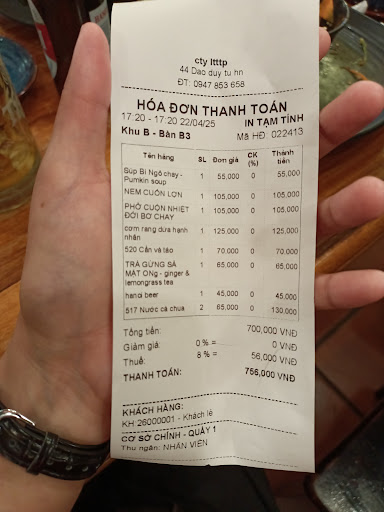 cty ltttp
44 Dao duy tu hn
ĐT: 0947 853 658
HÓA ĐƠN THANH TOÁN
17:20 - 17:20 22/04/25 IN TẠM TÍNH
Khu B - Bàn B3 Mã HĐ: 022413
Tên hàng SL Đơn giá CK (%) Thành tiền
Súp Bí Ngô chay - 1 55,000 0 55,000
Pumkin soup
NEM CUỐN LỢN 1 105,000 0 105,000
PHỞ CUỘN NHIỆT 1 105,000 0 105,000
ĐỚI BƠ CHAY
cơm rang dứa hạnh 1 125,000 0 125,000
nhân
520 Cần và táo 1 70,000 0 70,000
TRÀ GỪNG SẢ 1 65,000 0 65,000
MẬT ONg - ginger &
lemongrass tea
hanoi beer 1 45,000 0 45,000
517 Nước cà chua 2 65,000 0 130,000
Tổng tiền: 700,000 VNĐ
Giảm giá: 0 % = 0 VNĐ
Thuế: 8 % = 56,000 VNĐ
THANH TOÁN: 756,000 VNĐ
KHÁCH HÀNG:
KH 26000001 - Khách lẻ
CƠ SỞ CHÍNH - QUẦY 1
Thu ngân: NHÂN VIÊN